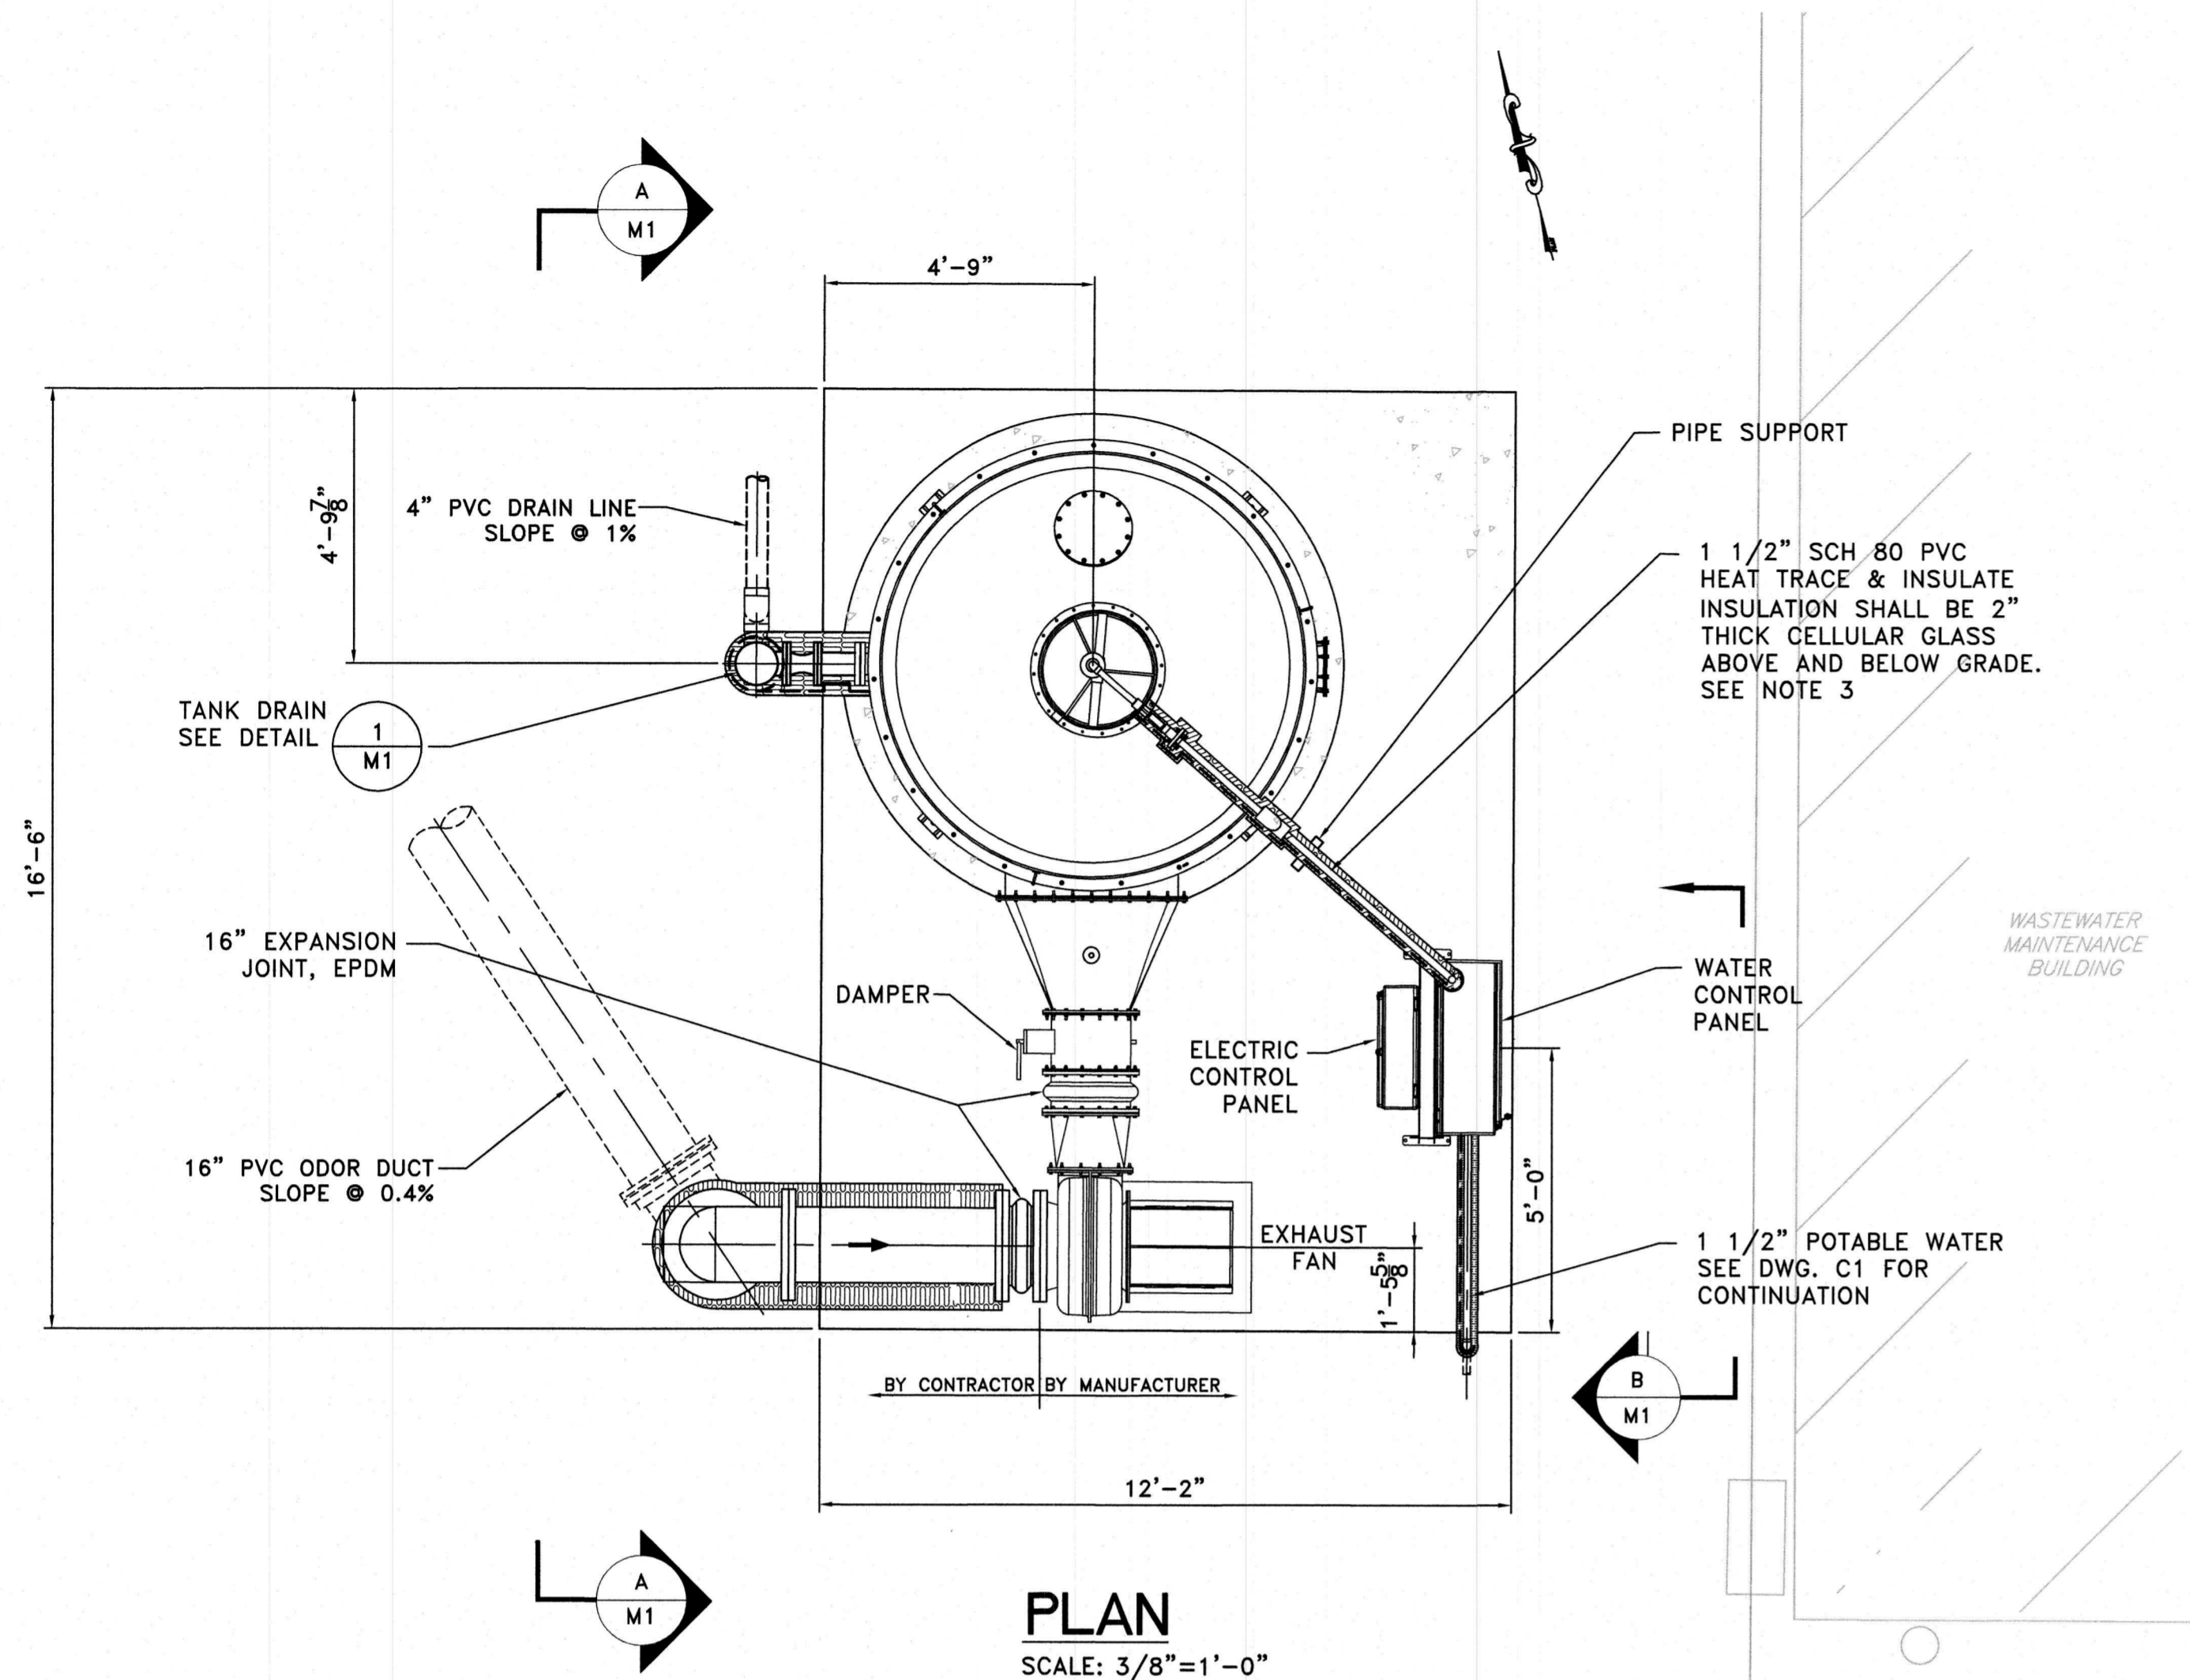 A
M1
4'-9"
PIPE SUPPORT
4'-9 7/8"
4" PVC DRAIN LINE
SLOPE @ 1%
1 1/2" SCH 80 PVC
HEAT TRACE & INSULATE
INSULATION SHALL BE 2"
THICK CELLULAR GLASS
ABOVE AND BELOW GRADE.
SEE NOTE 3
TANK DRAIN
SEE DETAIL
1
M1
16'-6"
16" EXPANSION
JOINT, EPDM
WASTEWATER
MAINTENANCE
BUILDING
DAMPER
WATER
CONTROL
PANEL
ELECTRIC
CONTROL
PANEL
16" PVC ODOR DUCT
SLOPE @ 0.4%
5'-0"
EXHAUST
FAN
1'-5 5/8"
1 1/2" POTABLE WATER
SEE DWG. C1 FOR
CONTINUATION
BY CONTRACTOR BY MANUFACTURER
B
M1
12'-2"
A
M1
PLAN
SCALE: 3/8"=1'-0"